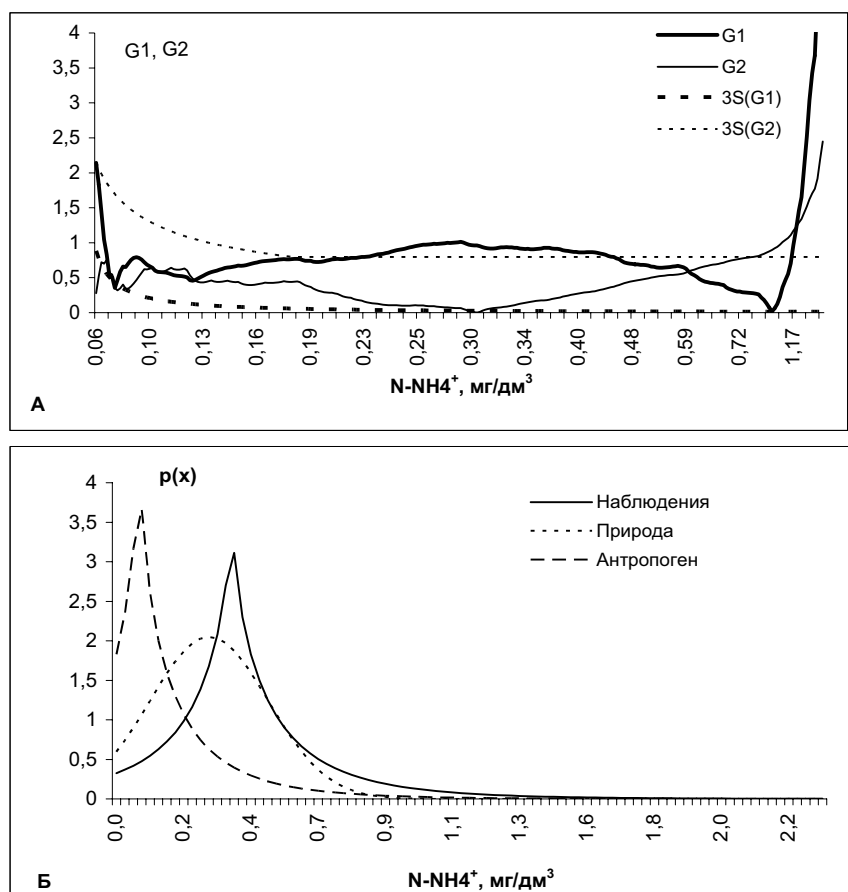 G1, G2
G1
G2
3S(G1)
3S(G2)
4
3,5
3
2,5
2
1,5
1
0,5
0
0,06 0,10 0,13 0,16 0,19 0,23 0,25 0,30 0,34 0,40 0,48 0,59 0,72 1,17
N-NH4⁺, мг/дм³
А
p(x)
Наблюдения
Природа
Антропоген
4
3,5
3
2,5
2
1,5
1
0,5
0
0,0 0,2 0,4 0,7 0,9 1,1 1,3 1,6 1,8 2,0 2,2
N-NH4⁺, мг/дм³
Б